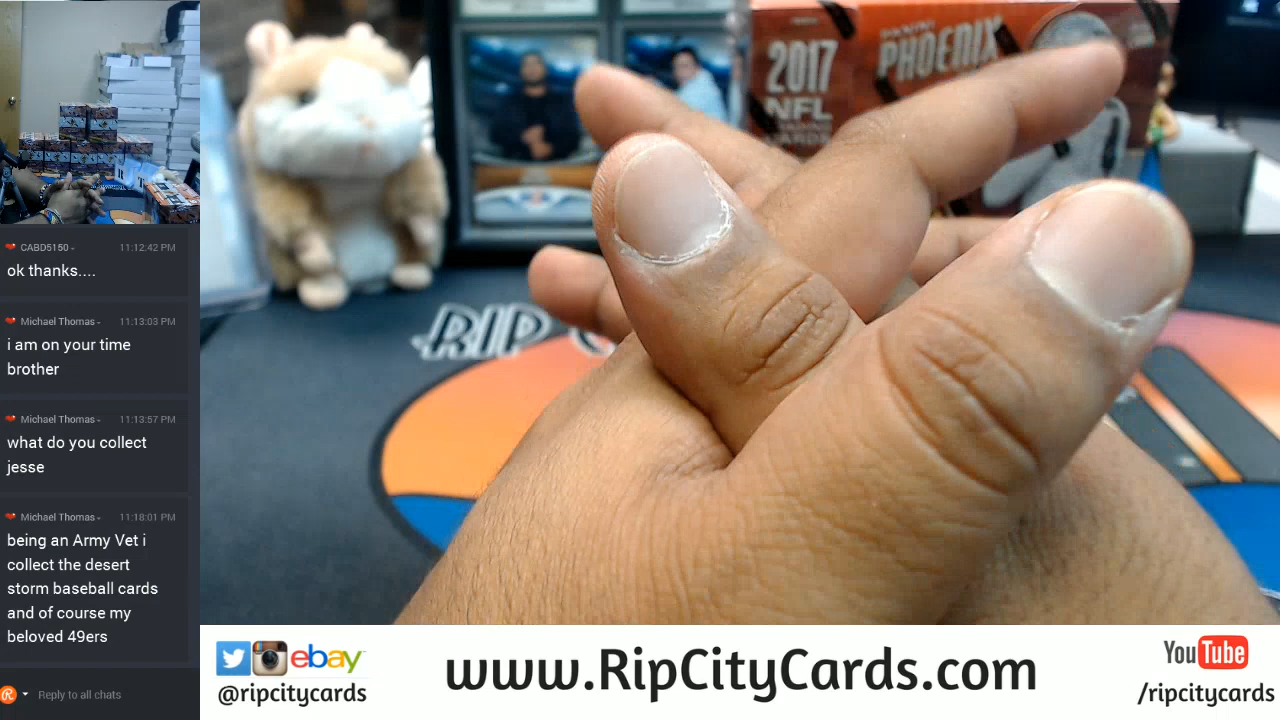 CABD5150
11:12:42 PM
ok thanks....
Michael Thomas
11:13:03 PM
i am on your time
brother
Michael Thomas
11:13:57 PM
what do you collect
jesse
Michael Thomas
11:18:01 PM
being an Army Vet i
collect the desert
storm baseball cards
and of course my
beloved 49ers
Reply to all chats
2017
NFL
PANINI
PHOENIX
RIP
ebay
@ripcitycards
www.RipCityCards.com
YouTube
/ripcitycards